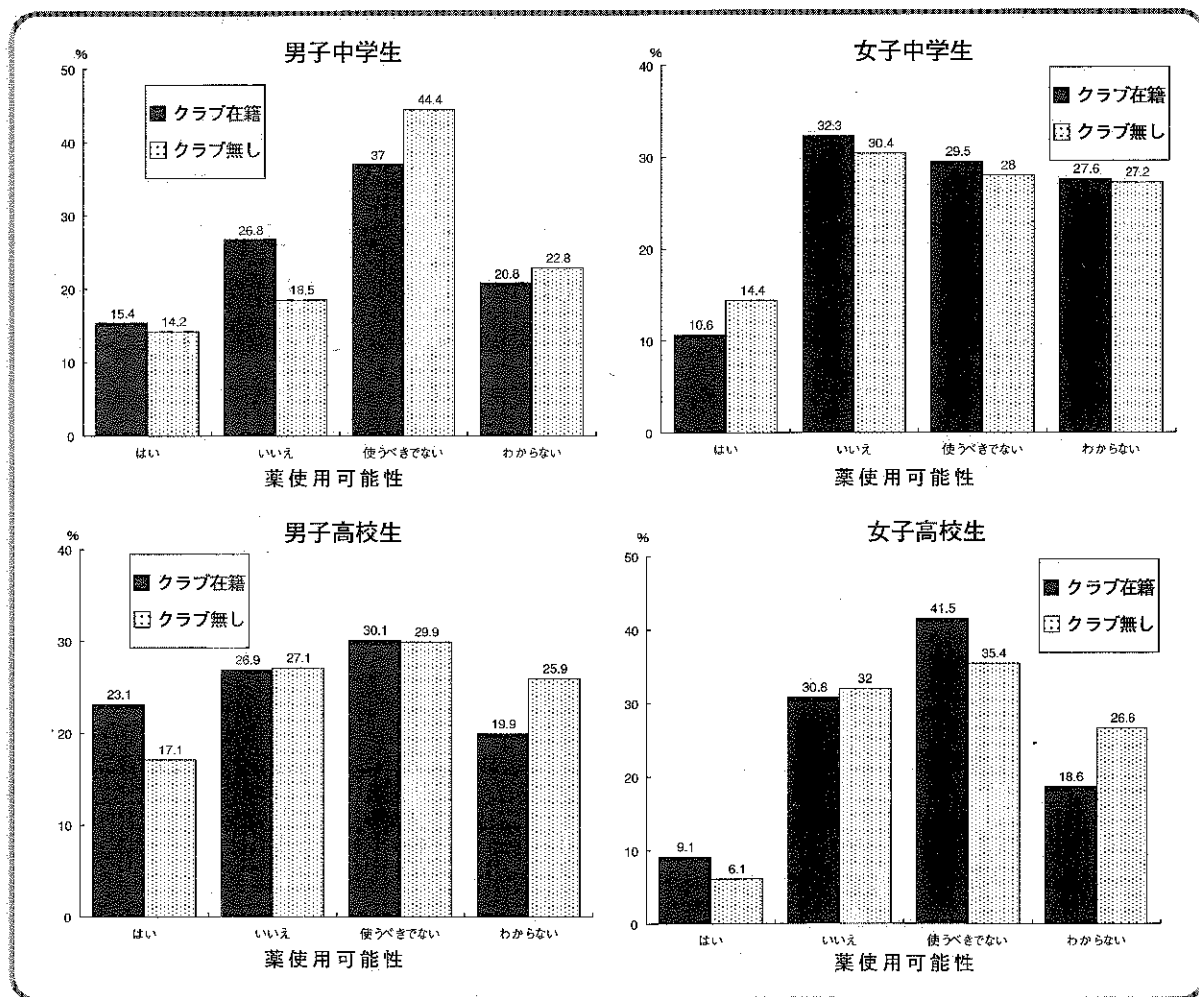 男子中学生
%
50
40
30
20
10
0
クラブ在籍
クラブ無し
15.4
14.2
26.8
18.5
37
44.4
20.8
22.8
はい
いいえ
使うべきでない
わからない
薬使用可能性
女子中学生
%
40
30
20
10
0
クラブ在籍
クラブ無し
10.6
14.4
32.3
30.4
29.5
28
27.6
27.2
はい
いいえ
使うべきでない
わからない
薬使用可能性
男子高校生
%
40
30
20
10
0
クラブ在籍
クラブ無し
23.1
17.1
26.9
27.1
30.1
29.9
19.9
25.9
はい
いいえ
使うべきでない
わからない
薬使用可能性
女子高校生
%
50
40
30
20
10
0
クラブ在籍
クラブ無し
9.1
6.1
30.8
32
41.5
35.4
18.6
26.6
はい
いいえ
使うべきでない
わからない
薬使用可能性